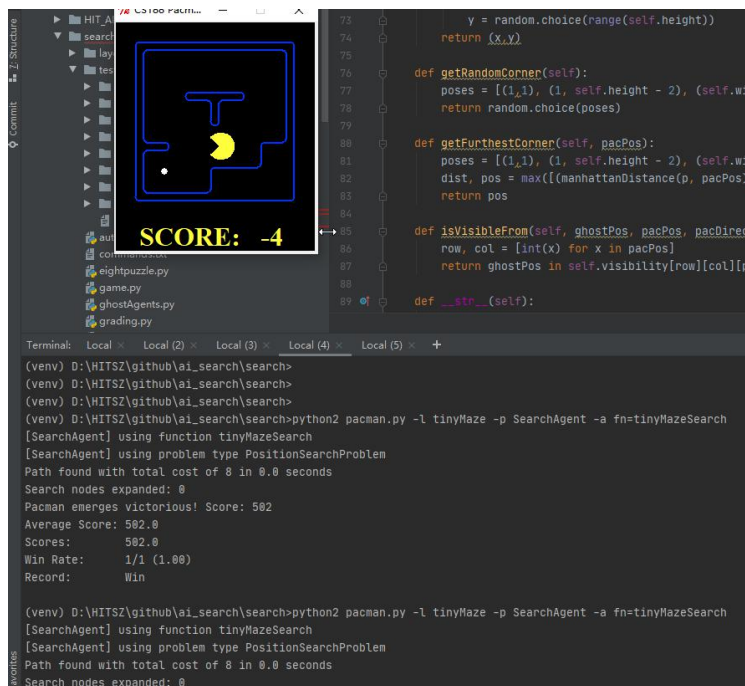 CS188 Pacm...
SCORE: -4
Structure
Commit
HIT_A
search
lay
tes
aut
commands.txt
eightpuzzle.py
game.py
ghostAgents.py
grading.py
73 y = random.choice(range(self.height))
74 return (x,y)
75
76 def getRandomCorner(self):
77 poses = [(1,1), (1, self.height - 2), (self.wi
78 return random.choice(poses)
79
80 def getFurthestCorner(self, pacPos):
81 poses = [(1,1), (1, self.height - 2), (self.wi
82 dist, pos = max([(manhattanDistance(p, pacPos)
83 return pos
84
85 def isVisibleFrom(self, ghostPos, pacPos, pacDirec
86 row, col = [int(x) for x in pacPos]
87 return ghostPos in self.visibility[row][col][p
88
89 def __str__(self):
Terminal: Local × Local (2) × Local (3) × Local (4) × Local (5) × +
(venv) D:\HITSZ\github\ai_search\search>
(venv) D:\HITSZ\github\ai_search\search>
(venv) D:\HITSZ\github\ai_search\search>
(venv) D:\HITSZ\github\ai_search\search>python2 pacman.py -l tinyMaze -p SearchAgent -a fn=tinyMazeSearch
[SearchAgent] using function tinyMazeSearch
[SearchAgent] using problem type PositionSearchProblem
Path found with total cost of 8 in 0.0 seconds
Search nodes expanded: 0
Pacman emerges victorious! Score: 502
Average Score: 502.0
Scores: 502.0
Win Rate: 1/1 (1.00)
Record: Win
(venv) D:\HITSZ\github\ai_search\search>python2 pacman.py -l tinyMaze -p SearchAgent -a fn=tinyMazeSearch
[SearchAgent] using function tinyMazeSearch
[SearchAgent] using problem type PositionSearchProblem
Path found with total cost of 8 in 0.0 seconds
Search nodes expanded: 0
avorites